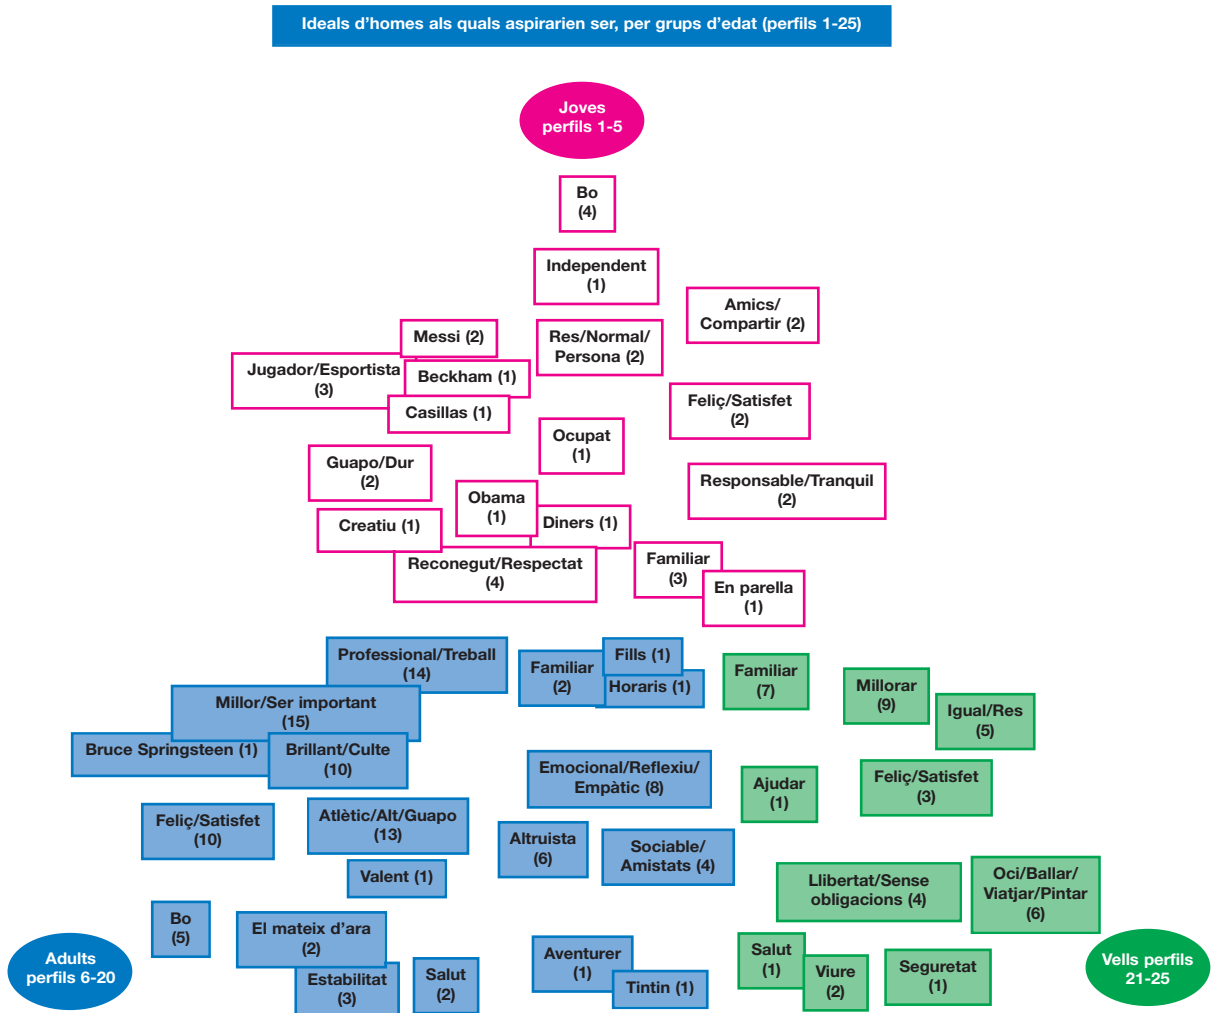 Ideals d’homes als quals aspirarien ser, per grups d’edat (perfils 1-25)
Joves
perfils 1-5
Bo
(4)
Independent
(1)
Amics/
Compartir (2)
Messi (2)
Res/Normal/
Persona (2)
Jugador/Esportista
(3)
Beckham (1)
Casillas (1)
Feliç/Satisfet
(2)
Ocupat
(1)
Guapo/Dur
(2)
Responsable/Tranquil
(2)
Obama
(1)
Creatiu (1)
Diners (1)
Reconegut/Respectat
(4)
Familiar
(3)
En parella
(1)
Professional/Treball
(14)
Familiar
(2)
Fills (1)
Horaris (1)
Familiar
(7)
Millorar
(9)
Igual/Res
(5)
Millor/Ser important
(15)
Bruce Springsteen (1)
Brillant/Culte
(10)
Emocional/Reflexiu/
Empàtic (8)
Ajudar
(1)
Feliç/Satisfet
(3)
Feliç/Satisfet
(10)
Atlètic/Alt/Guapo
(13)
Altruista
(6)
Sociable/
Amistats (4)
Valent (1)
Llibertat/Sense
obligacions (4)
Oci/Ballar/
Viatjar/Pintar
(6)
Bo
(5)
El mateix d’ara
(2)
Estabilitat
(3)
Salut
(2)
Aventurer
(1)
Tintin (1)
Salut
(1)
Viure
(2)
Seguretat
(1)
Adults
perfils 6-20
Vells perfils
21-25